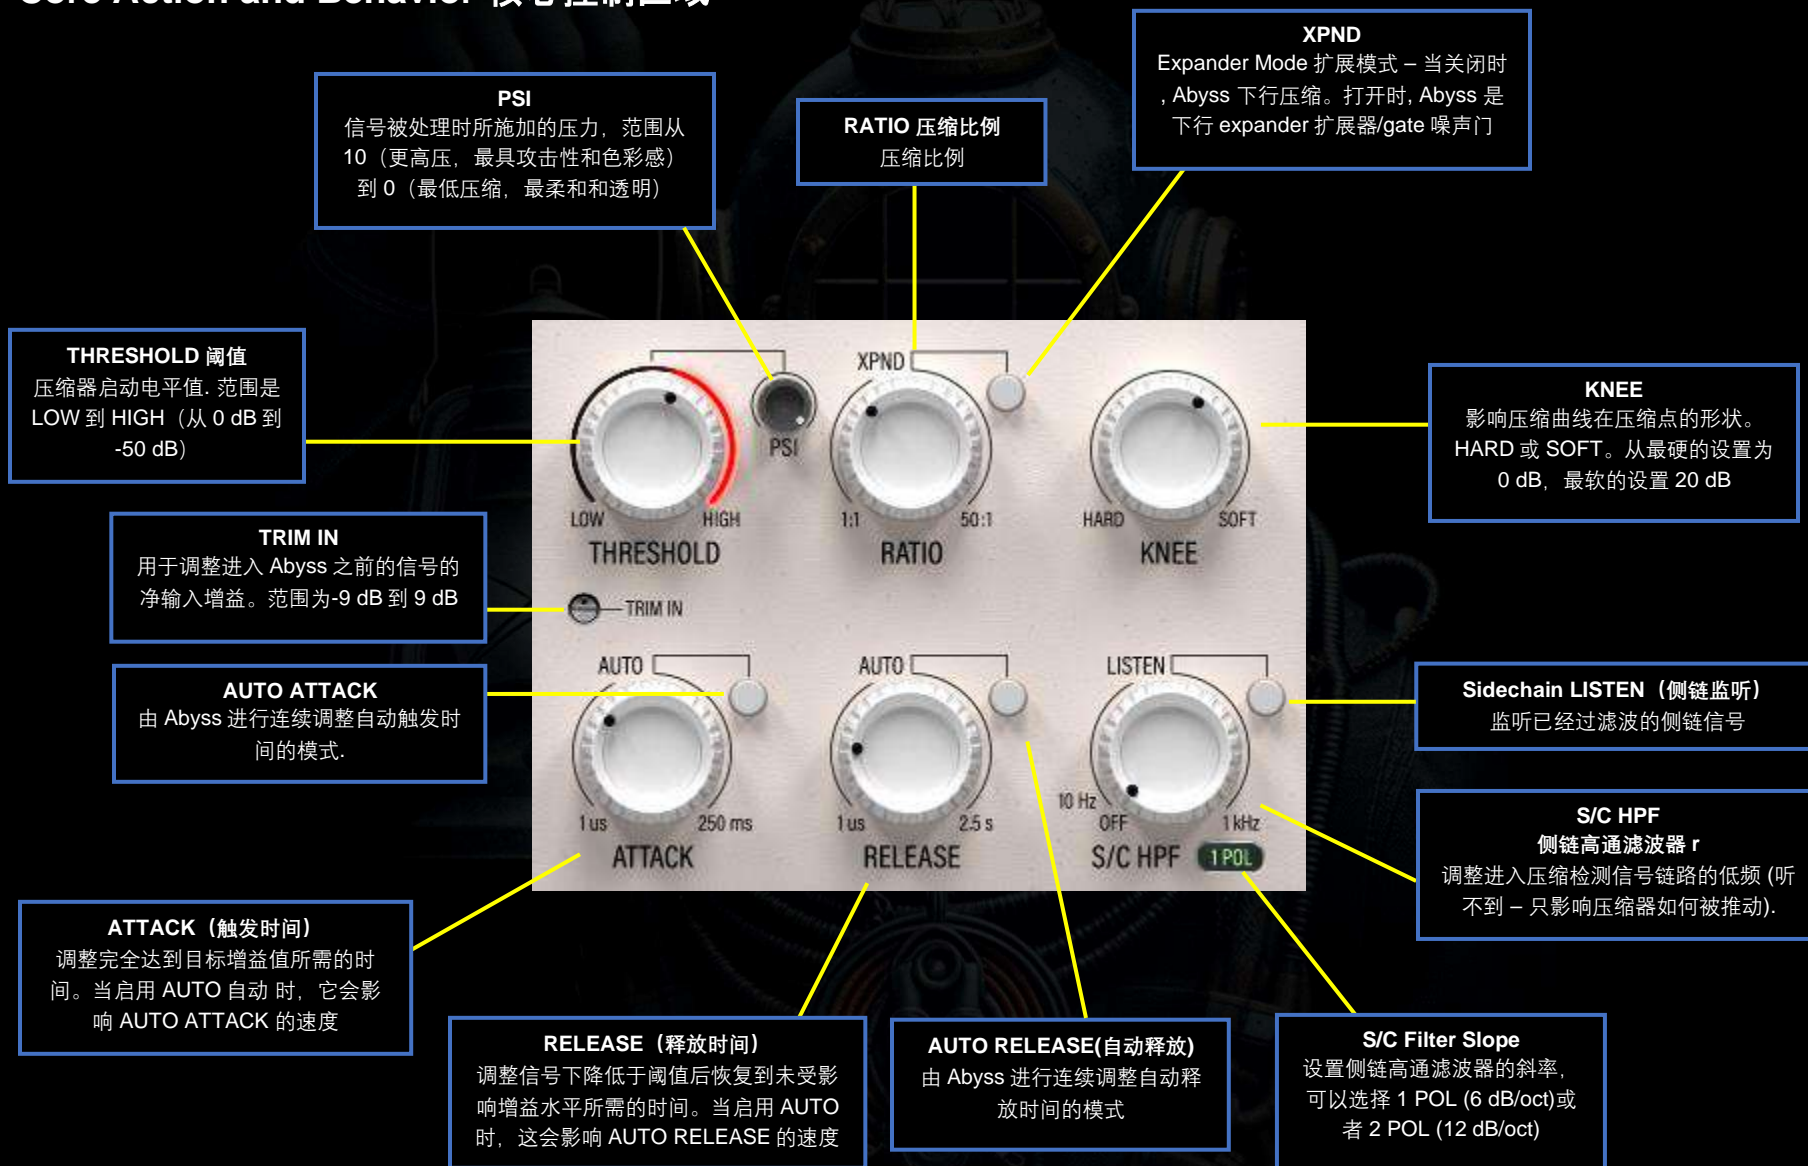 Core Action and Behavior 核心控制区域
XPND
Expander Mode 扩展模式 – 当关闭时
, Abyss 下行压缩。打开时, Abyss 是
下行 expander 扩展器/gate 噪声门
PSI
信号被处理时所施加的压力，范围从
10（更高压，最具攻击性和色彩感）
到 0（最低压缩，最柔和和透明）
RATIO 压缩比例
压缩比例
THRESHOLD 阈值
压缩器启动电平值. 范围是
LOW 到 HIGH（从 0 dB 到
-50 dB）
KNEE
影响压缩曲线在压缩点的形状。
HARD 或 SOFT。从最硬的设置为
0 dB，最软的设置 20 dB
TRIM IN
用于调整进入 Abyss 之前的信号的
净输入增益。范围为-9 dB 到 9 dB
AUTO ATTACK
由 Abyss 进行连续调整自动触发时
间的模式.
XPND
PSI
LOW
HIGH
THRESHOLD
1:1
50:1
RATIO
HARD
SOFT
KNEE
TRIM IN
AUTO
AUTO
LISTEN
1 us
250 ms
ATTACK
1 us
2.5 s
RELEASE
10 Hz
OFF
1 kHz
S/C HPF
1 POL
Sidechain LISTEN（侧链监听）
监听已经过滤波的侧链信号
S/C HPF
侧链高通滤波器 r
调整进入压缩检测信号链路的低频 (听
不到 – 只影响压缩器如何被推动).
ATTACK（触发时间）
调整完全达到目标增益值所需的时
间。当启用 AUTO 自动 时，它会影
响 AUTO ATTACK 的速度
RELEASE（释放时间）
调整信号下降低于阈值后恢复到未受影
响增益水平所需的时间。当启用 AUTO
时，这会影响 AUTO RELEASE 的速度
AUTO RELEASE(自动释放)
由 Abyss 进行连续调整自动释
放时间的模式
S/C Filter Slope
设置侧链高通滤波器的斜率，
可以选择 1 POL (6 dB/oct)或
者 2 POL (12 dB/oct)